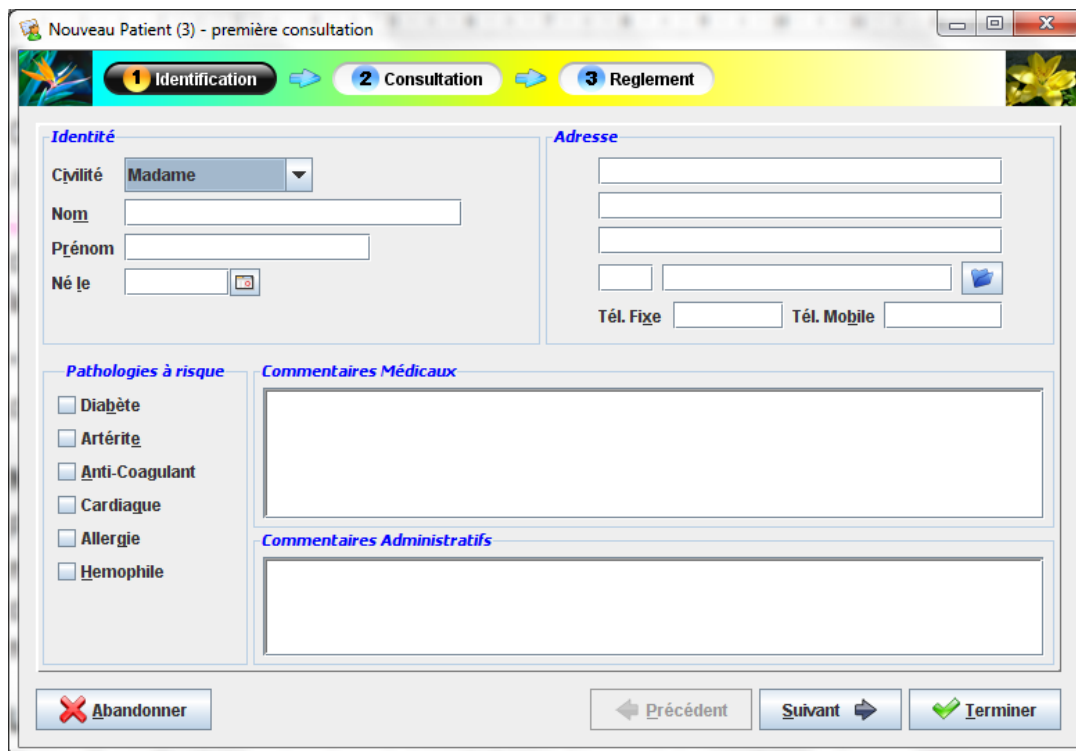 Nouveau Patient (3) - première consultation
1 Identification
2 Consultation
3 Reglement
Identité
Civilité Madame
Nom
Prénom
Né le
Adresse
Tél. Fixe
Tél. Mobile
Pathologies à risque
Diabète
Artérite
Anti-Coagulant
Cardiaque
Allergie
Hemophile
Commentaires Médicaux
Commentaires Administratifs
Abandonner
Précédent
Suivant
Terminer